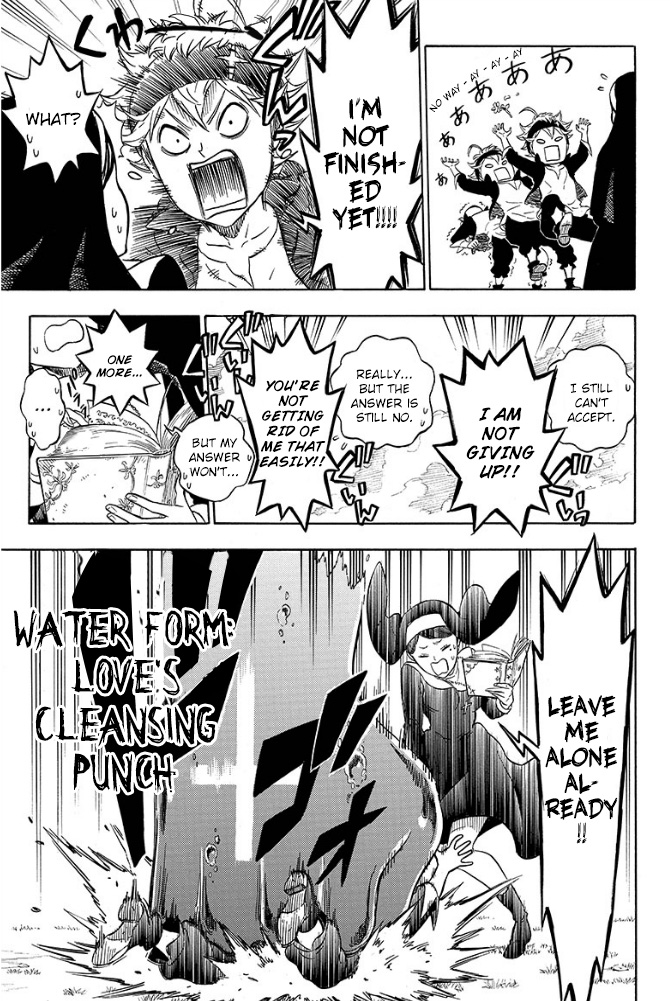 NO WAY - AY - AY - AY
あ
あ
あ
あ
あ
I'M
NOT
FINISH-
ED
YET!!!!
くわっ
WHAT?
I STILL
CAN'T
ACCEPT.
I AM
NOT
GIVING
UP!!
REALLY...
BUT THE
ANSWER IS
STILL NO.
YOU'RE
NOT
GETTING
RID OF
ME THAT
EASILY!!
BUT MY
ANSWER
WON'T...
ONE
MORE...
...
LEAVE
ME
ALONE
AL-
READY
!!
WATER FORM:
LOVE'S
CLEANSING
PUNCH